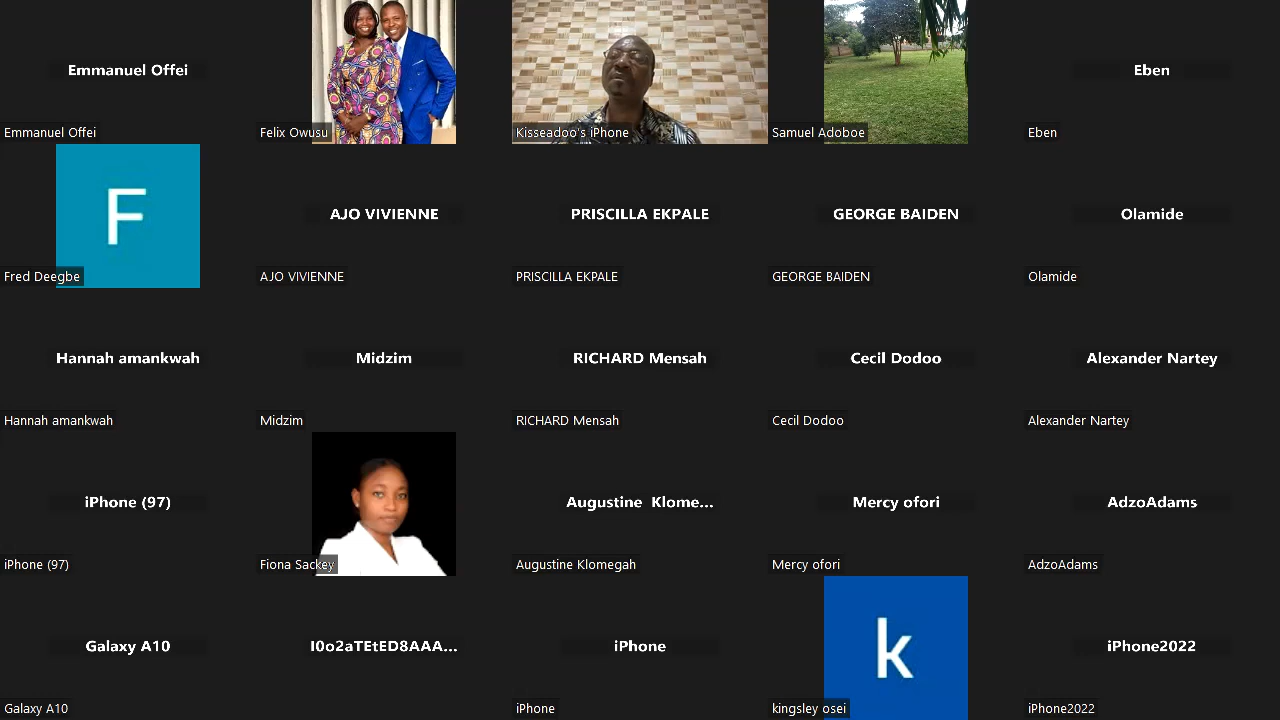 Emmanuel Offei
Emmanuel Offei
Felix Owusu
Kisseadoo's iPhone
Samuel Adoboe
Eben
Eben
F
Fred Deegbe
AJO VIVIENNE
AJO VIVIENNE
PRISCILLA EKPALE
PRISCILLA EKPALE
GEORGE BAIDEN
GEORGE BAIDEN
Olamide
Olamide
Hannah amankwah
Hannah amankwah
Midzim
Midzim
RICHARD Mensah
RICHARD Mensah
Cecil Dodoo
Cecil Dodoo
Alexander Nartey
Alexander Nartey
iPhone (97)
iPhone (97)
Fiona Sackey
Augustine Klome...
Augustine Klomegah
Mercy ofori
Mercy ofori
AdzoAdams
AdzoAdams
Galaxy A10
Galaxy A10
I0o2aTEtED8AAA...
iPhone
iPhone
k
kingsley osei
iPhone2022
iPhone2022